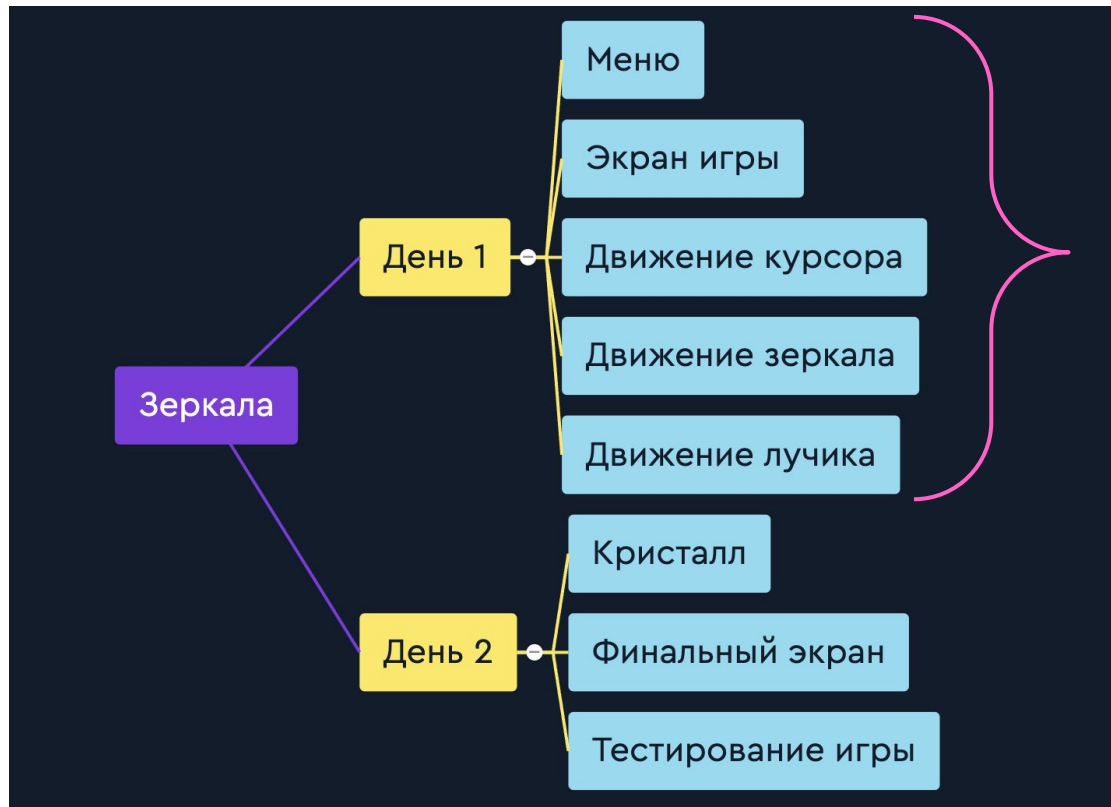 Зеркала
День 1
Меню
Экран игры
Движение курсора
Движение зеркала
Движение лучика
День 2
Кристалл
Финальный экран
Тестирование игры